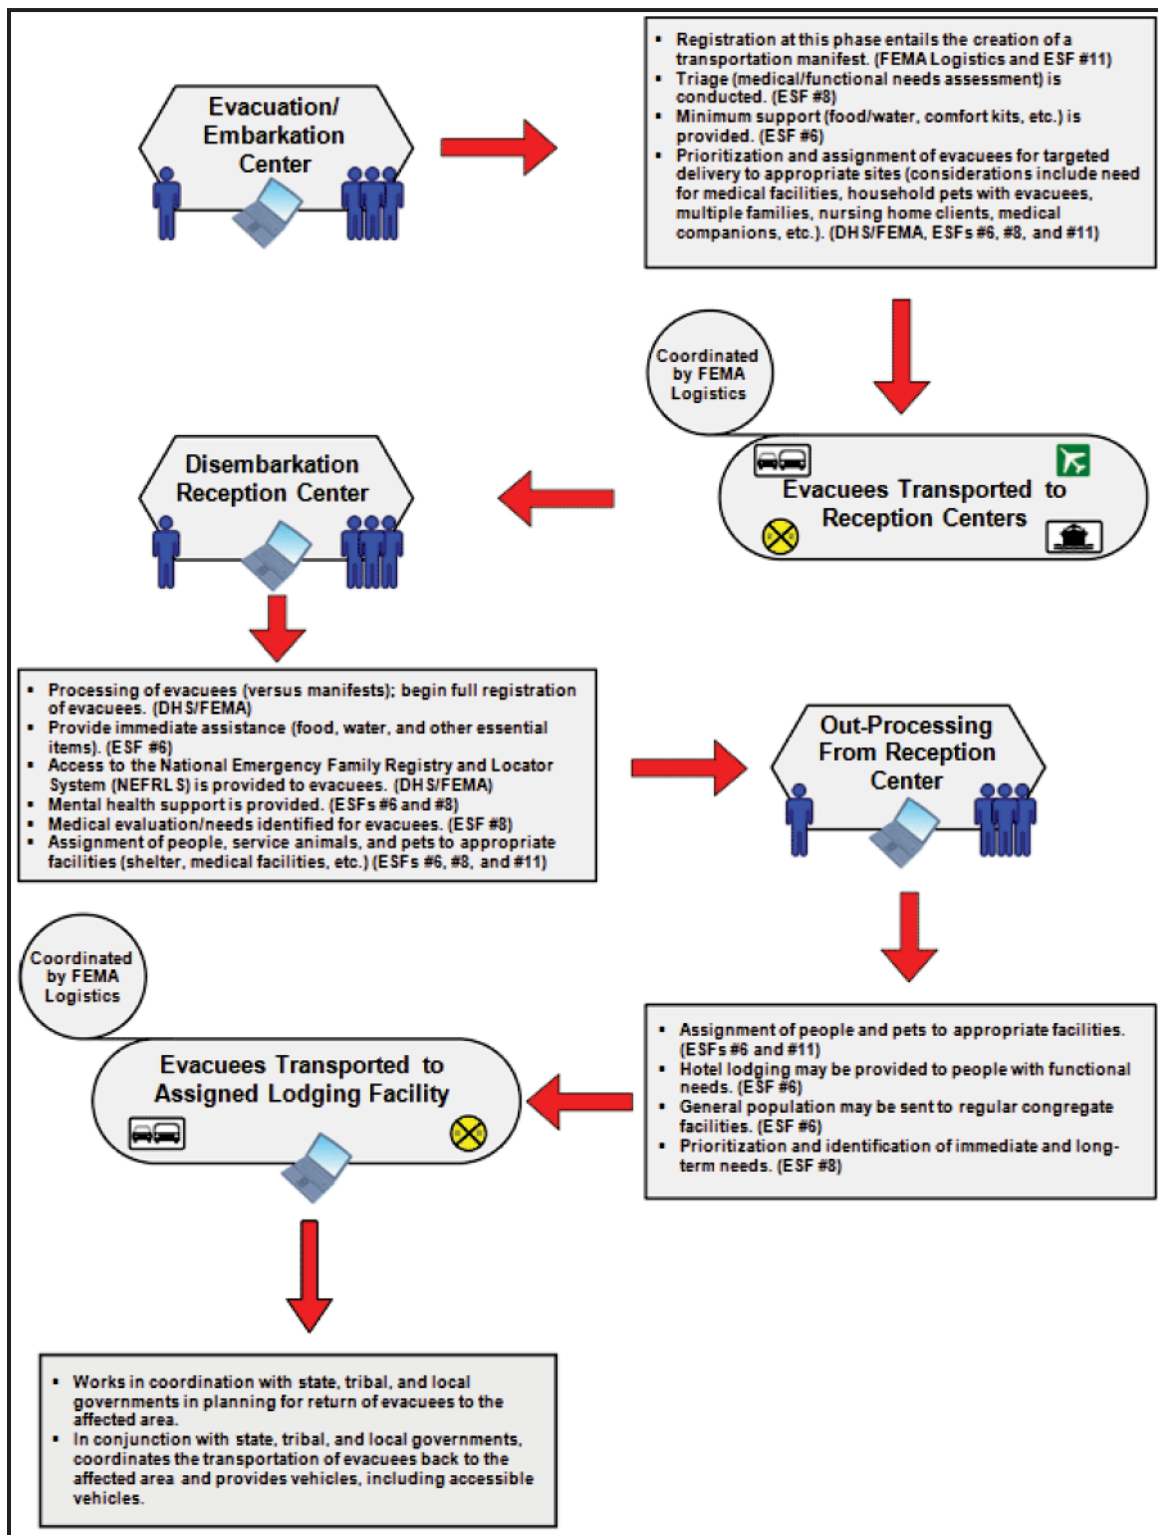 Evacuation/
Embarkation
Center
▪ Registration at this phase entails the creation of a
transportation manifest. (FEMA Logistics and ESF #11)
▪ Triage (medical/functional needs assessment) is
conducted. (ESF #8)
▪ Minimum support (food/water, comfort kits, etc.) is
provided. (ESF #6)
▪ Prioritization and assignment of evacuees for targeted
delivery to appropriate sites (considerations include need
for medical facilities, household pets with evacuees,
multiple families, nursing home clients, medical
companions, etc.). (DHS/FEMA, ESFs #6, #8, and #11)
Coordinated
by FEMA
Logistics
Evacuees Transported to
Reception Centers
Disembarkation
Reception Center
▪ Processing of evacuees (versus manifests); begin full registration
of evacuees. (DHS/FEMA)
▪ Provide immediate assistance (food, water, and other essential
items). (ESF #6)
▪ Access to the National Emergency Family Registry and Locator
System (NEFRLS) is provided to evacuees. (DHS/FEMA)
▪ Mental health support is provided. (ESFs #6 and #8)
▪ Medical evaluation/needs identified for evacuees. (ESF #8)
▪ Assignment of people, service animals, and pets to appropriate
facilities (shelter, medical facilities, etc.) (ESFs #6, #8, and #11)
Out-Processing
From Reception
Center
▪ Assignment of people and pets to appropriate facilities.
(ESFs #6 and #11)
▪ Hotel lodging may be provided to people with functional
needs. (ESF #6)
▪ General population may be sent to regular congregate
facilities. (ESF #6)
▪ Prioritization and identification of immediate and long-
term needs. (ESF #8)
Coordinated
by FEMA
Logistics
Evacuees Transported to
Assigned Lodging Facility
▪ Works in coordination with state, tribal, and local
governments in planning for return of evacuees to the
affected area.
▪ In conjunction with state, tribal, and local governments,
coordinates the transportation of evacuees back to the
affected area and provides vehicles, including accessible
vehicles.